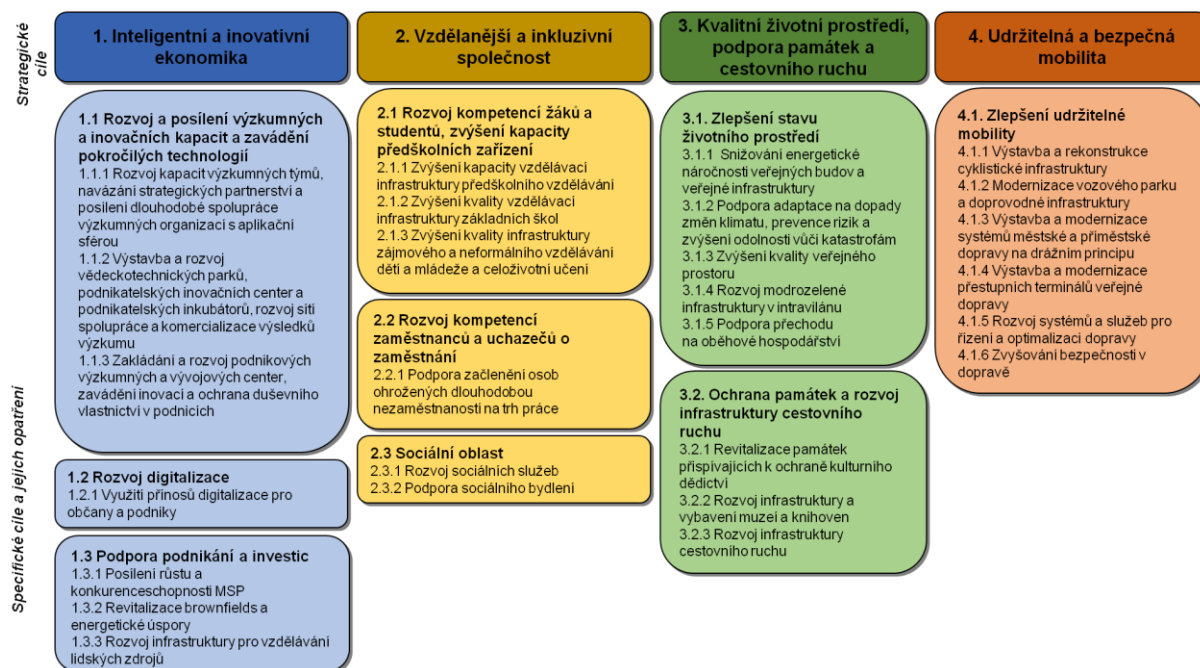 Strategické
cíle
1. Inteligentní a inovativní
ekonomika
2. Vzdělanější a inkluzivní
společnost
3. Kvalitní životní prostředí,
podpora památek a
cestovního ruchu
4. Udržitelná a bezpečná
mobilita
Specifické cíle a jejich opatření
1.1 Rozvoj a posílení výzkumných
a inovačních kapacit a zavádění
pokročilých technologií
1.1.1 Rozvoj kapacit výzkumných týmů,
navázání strategických partnerství a
posílení dlouhodobé spolupráce
výzkumných organizací s aplikační
sférou
1.1.2 Výstavba a rozvoj
vědeckotechnických parků,
podnikatelských inovačních center a
podnikatelských inkubátorů, rozvoj sítí
spolupráce a komercializace výsledků
výzkumu
1.1.3 Zakládání a rozvoj podnikových
výzkumných a vývojových center,
zavádění inovací a ochrana duševního
vlastnictví v podnicích
1.2 Rozvoj digitalizace
1.2.1 Využití přínosů digitalizace pro
občany a podniky
1.3 Podpora podnikání a investic
1.3.1 Posílení růstu a
konkurenceschopnosti MSP
1.3.2 Revitalizace brownfields a
energetické úspory
1.3.3 Rozvoj infrastruktury pro vzdělávání
lidských zdrojů
2.1 Rozvoj kompetencí žáků a
studentů, zvýšení kapacity
předškolních zařízení
2.1.1 Zvýšení kapacity vzdělávací
infrastruktury předškolního vzdělávání
2.1.2 Zvýšení kvality vzdělávací
infrastruktury základních škol
2.1.3 Zvýšení kvality infrastruktury
zájmového a neformálního vzdělávání
dětí a mládeže a celoživotní učení
2.2 Rozvoj kompetencí
zaměstnanců a uchazečů o
zaměstnání
2.2.1 Podpora začlenění osob
ohrožených dlouhodobou
nezaměstnaností na trh práce
2.3 Sociální oblast
2.3.1 Rozvoj sociálních služeb
2.3.2 Podpora sociálního bydlení
3.1. Zlepšení stavu
životního prostředí
3.1.1 Snižování energetické
náročnosti veřejných budov a
veřejné infrastruktury
3.1.2 Podpora adaptace na dopady
změn klimatu, prevence rizik a
zvýšení odolnosti vůči katastrofám
3.1.3 Zvýšení kvality veřejného
prostoru
3.1.4 Rozvoj modrozelené
infrastruktury v intravilánu
3.1.5 Podpora přechodu
na oběhové hospodářství
3.2. Ochrana památek a rozvoj
infrastruktury cestovního
ruchu
3.2.1 Revitalizace památek
přispívajících k ochraně kulturního
dědictví
3.2.2 Rozvoj infrastruktury a
vybavení muzeí a knihoven
3.2.3 Rozvoj infrastruktury
cestovního ruchu
4.1. Zlepšení udržitelné
mobility
4.1.1 Výstavba a rekonstrukce
cyklistické infrastruktury
4.1.2 Modernizace vozového parku
a doprovodné infrastruktury
4.1.3 Výstavba a modernizace
systémů městské a příměstské
dopravy na drážním principu
4.1.4 Výstavba a modernizace
přestupních terminálů veřejné
dopravy
4.1.5 Rozvoj systémů a služeb pro
řízení a optimalizaci dopravy
4.1.6 Zvyšování bezpečnosti v
dopravě